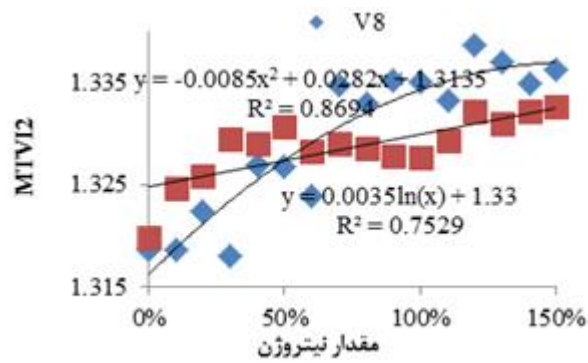 V8
1.335
y = -0.0085x² + 0.0282x + 1.3135
R² = 0.8694
MTVI2
1.325
y = 0.0035ln(x) + 1.33
R² = 0.7529
1.315
0% 50% 100% 150%
مقدار نیتروژن